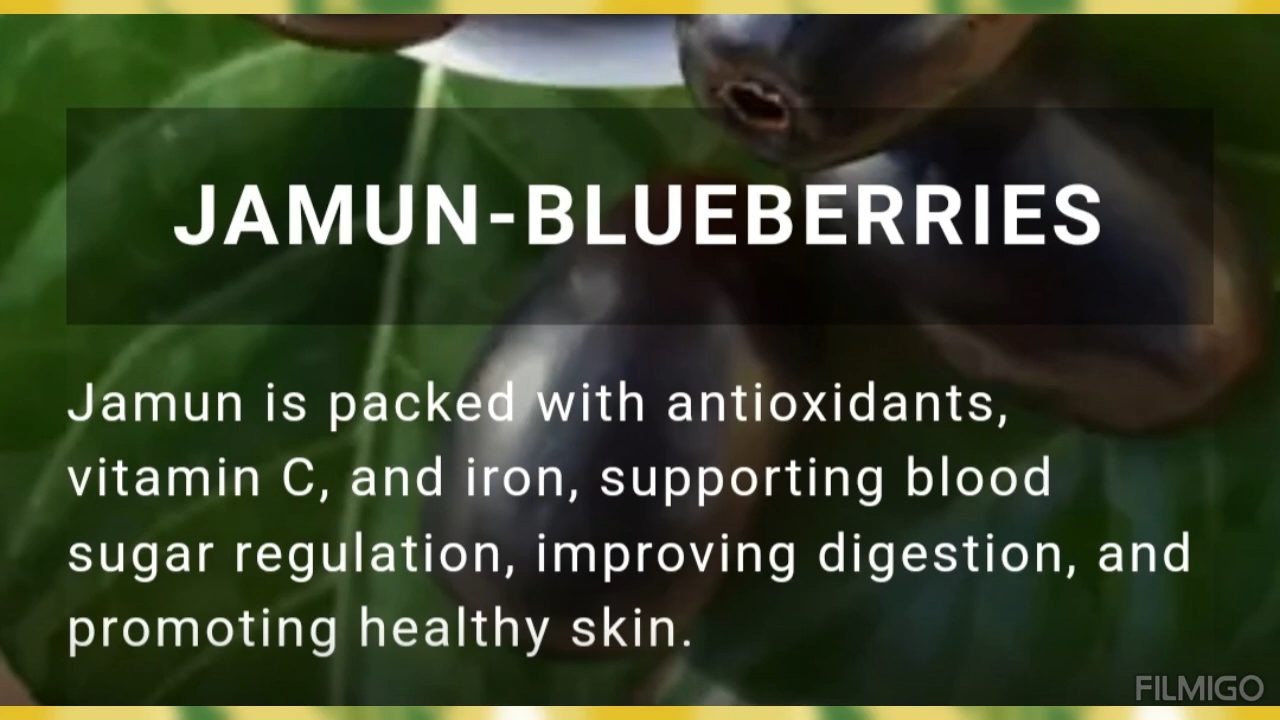 JAMUN-BLUEBERRIES
Jamun is packed with antioxidants,
vitamin C, and iron, supporting blood
sugar regulation, improving digestion, and
promoting healthy skin.
FILMIGO